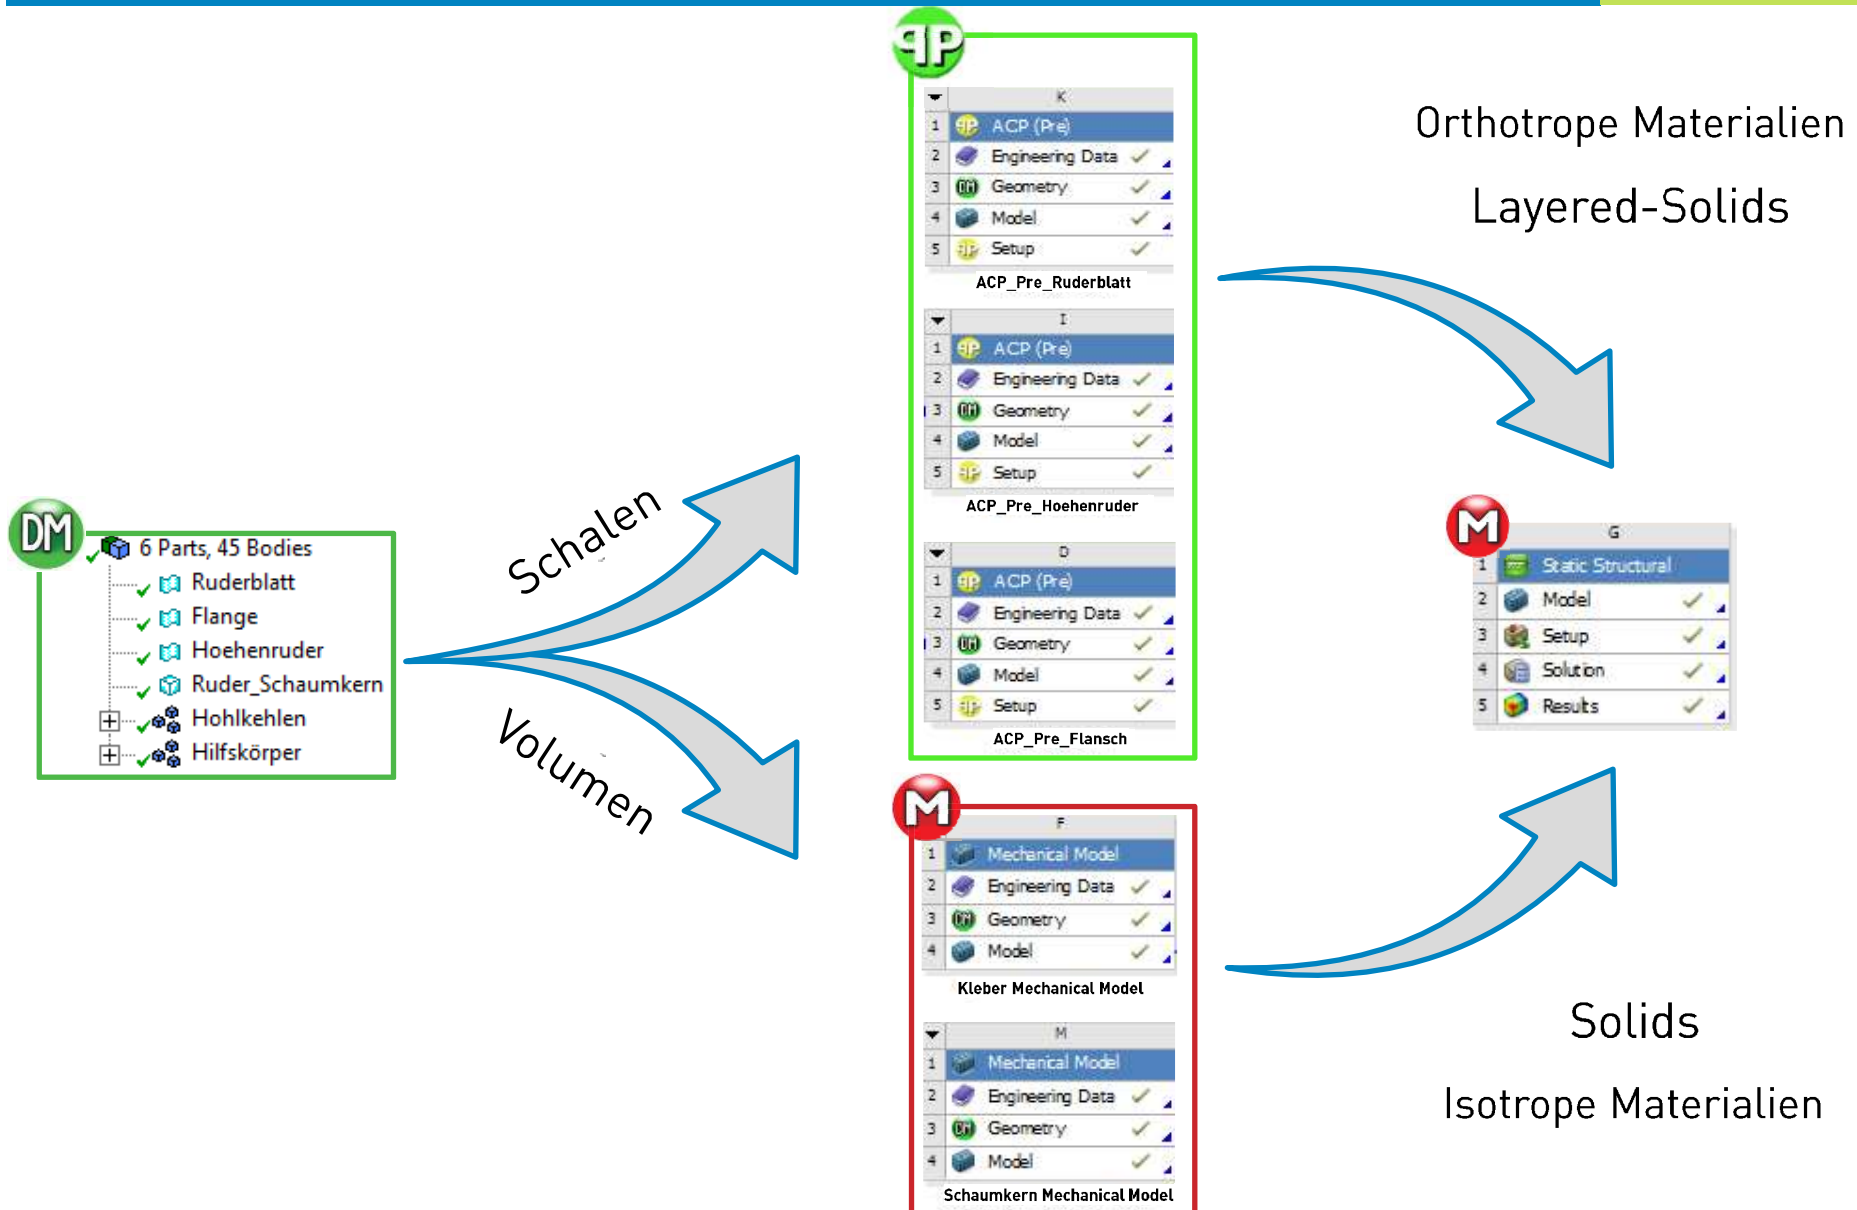 DM
6 Parts, 45 Bodies
Ruderblatt
Flange
Hoehenruder
Ruder_Schaumkern
Hohlkehlen
Hilfskörper
Schalen
Volumen
K
1 ACP (Pre)
2 Engineering Data
3 Geometry
4 Model
5 Setup
ACP_Pre_Ruderblatt
I
1 ACP (Pre)
2 Engineering Data
3 Geometry
4 Model
5 Setup
ACP_Pre_Hoehenruder
D
1 ACP (Pre)
2 Engineering Data
3 Geometry
4 Model
5 Setup
ACP_Pre_Flansch
M
F
1 Mechanical Model
2 Engineering Data
3 Geometry
4 Model
Kleber Mechanical Model
M
1 Mechanical Model
2 Engineering Data
3 Geometry
4 Model
Schaumkern Mechanical Model
Orthotrope Materialien
Layered-Solids
M
G
1 Static Structural
2 Model
3 Setup
4 Solution
5 Results
Solids
Isotrope Materialien